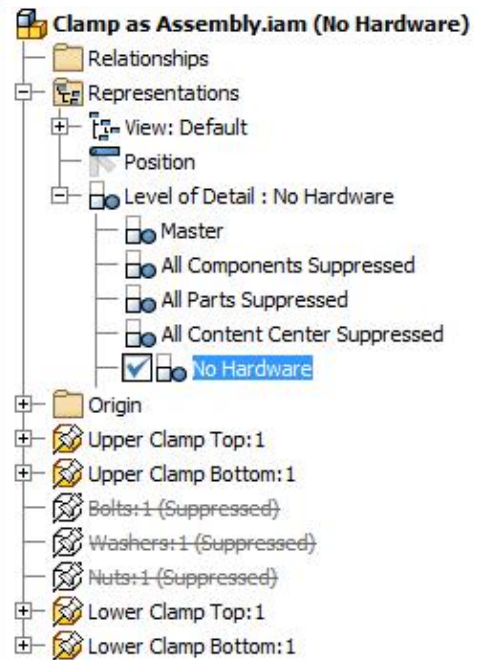 Clamp as Assembly.iam (No Hardware)
Relationships
Representations
View: Default
Position
Level of Detail : No Hardware
Master
All Components Suppressed
All Parts Suppressed
All Content Center Suppressed
No Hardware
Origin
Upper Clamp Top:1
Upper Clamp Bottom:1
Bolts:1 (Suppressed)
Washers:1 (Suppressed)
Nuts:1 (Suppressed)
Lower Clamp Top:1
Lower Clamp Bottom:1